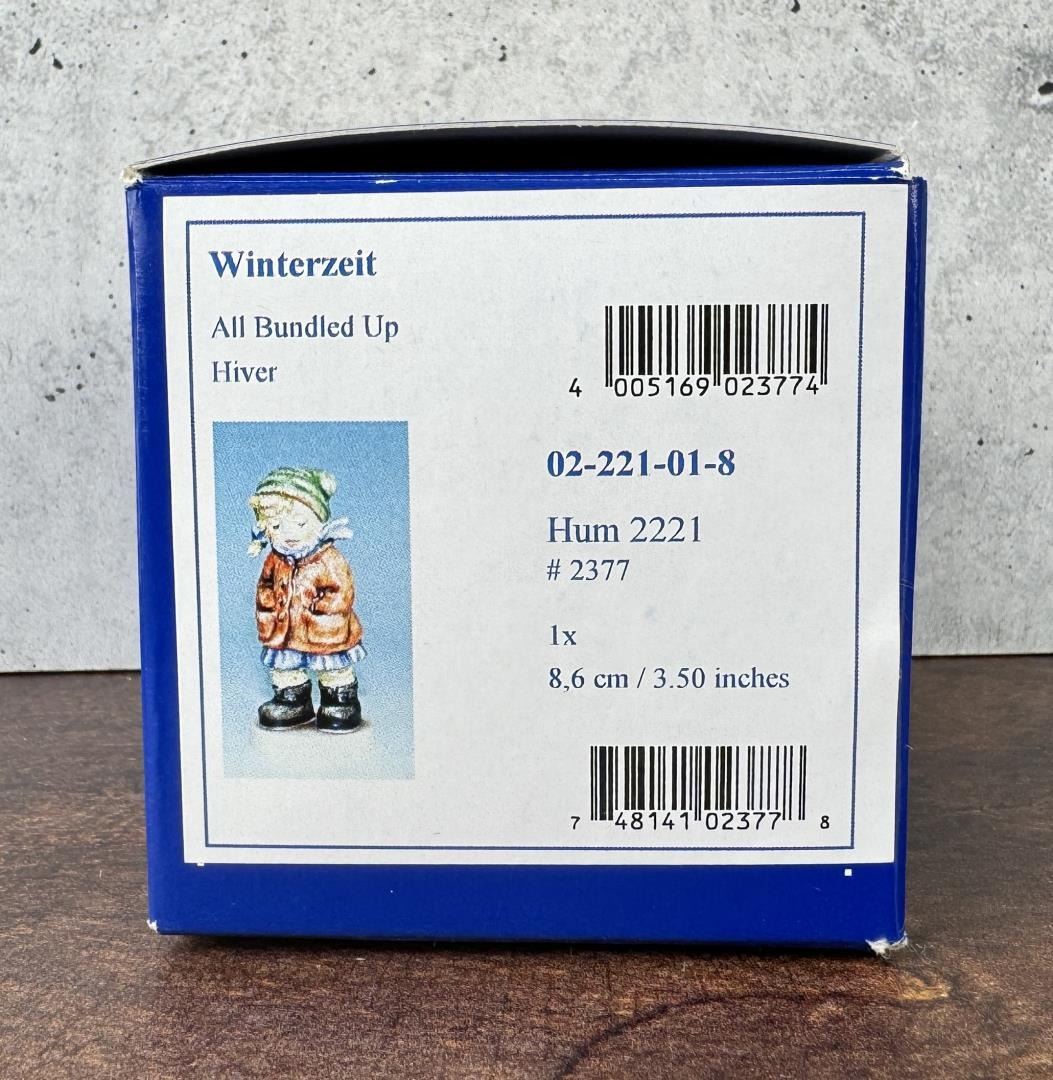 Winterzeit
All Bundled Up
Hiver
4 005169 023774
02-221-01-8
Hum 2221
# 2377
1x
8,6 cm / 3.50 inches
7 48141 02377 8